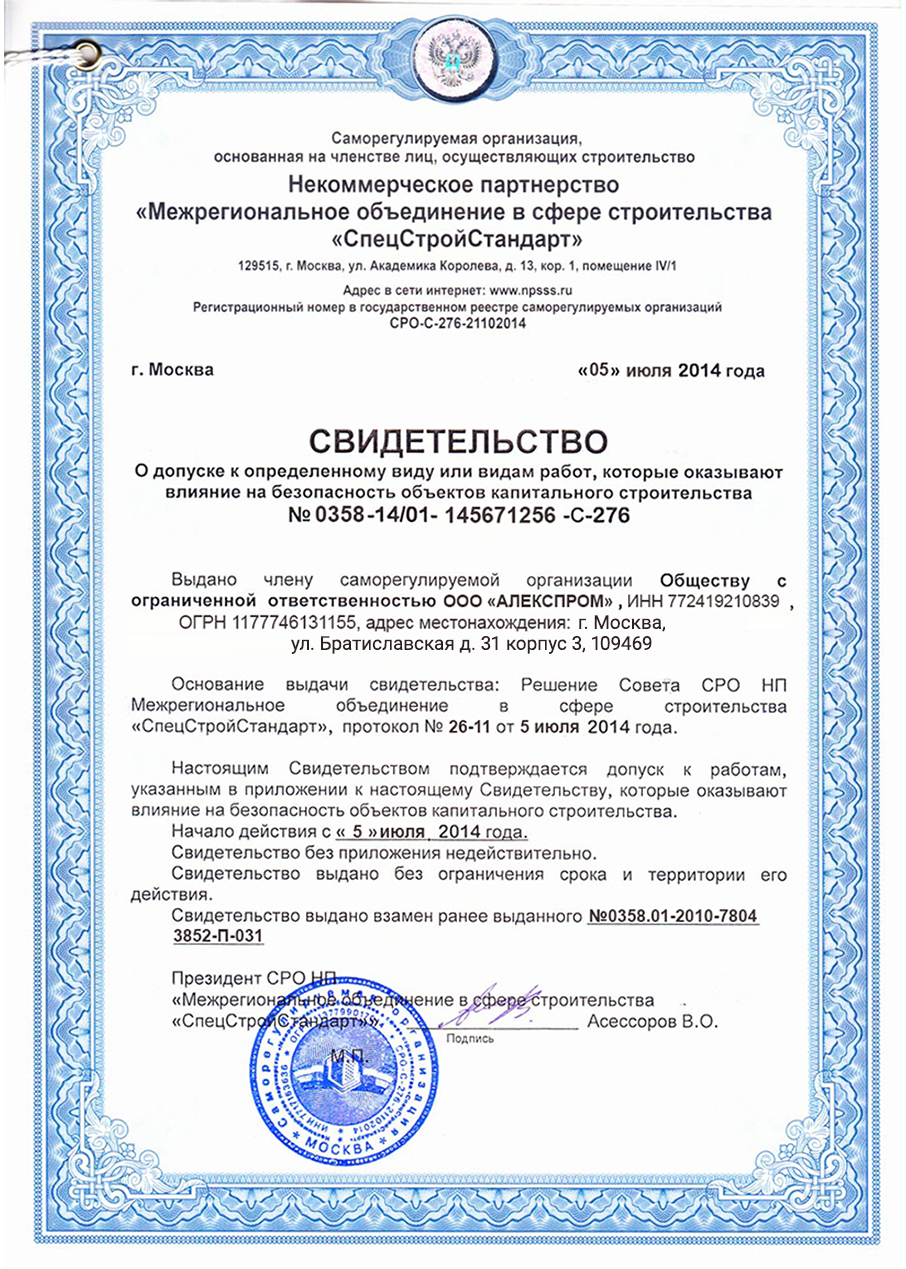 Саморегулируемая организация,
основанная на членстве лиц, осуществляющих строительство
Некоммерческое партнерство
«Межрегиональное объединение в сфере строительства
«СпецСтройСтандарт»
129515, г. Москва, ул. Академика Королева, д. 13, кор. 1, помещение IV/1
Адрес в сети интернет: www.npsss.ru
Регистрационный номер в государственном реестре саморегулируемых организаций
СРО-С-276-21102014
г. Москва «05» июля 2014 года
СВИДЕТЕЛЬСТВО
О допуске к определенному виду или видам работ, которые оказывают
влияние на безопасность объектов капитального строительства
№ 0358-14/01- 145671256 -С-276
Выдано члену саморегулируемой организации Обществу с
ограниченной ответственностью ООО «АЛЕКСПРОМ» , ИНН 772419210839 ,
ОГРН 1177746131155, адрес местонахождения: г. Москва,
ул. Братиславская д. 31 корпус 3, 109469
Основание выдачи свидетельства: Решение Совета СРО НП
Межрегиональное объединение в сфере строительства
«СпецСтройСтандарт», протокол № 26-11 от 5 июля 2014 года.
Настоящим Свидетельством подтверждается допуск к работам,
указанным в приложении к настоящему Свидетельству, которые оказывают
влияние на безопасность объектов капитального строительства.
Начало действия с « 5 »июля 2014 года.
Свидетельство без приложения недействительно.
Свидетельство выдано без ограничения срока и территории его
действия.
Свидетельство выдано взамен ранее выданного №0358.01-2010-7804
3852-П-031
Президент СРО НП
«Межрегиональное объединение в сфере строительства
«СпецСтройСтандарт»» Асессоров В.О.
Подпись
М.П.
Саморегулируемая организация
СРО-С-276-21102014
ИНН 7717163636
МОСКВА